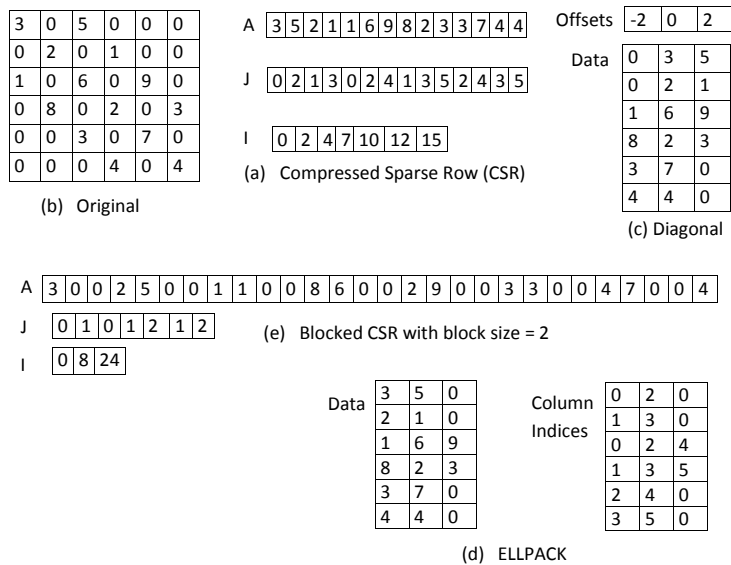 3 0 5 0 0 0
0 2 0 1 0 0
1 0 6 0 9 0
0 8 0 2 0 3
0 0 3 0 7 0
0 0 0 4 0 4
(b) Original
A 3 5 2 1 1 6 9 8 2 3 3 7 4 4
J 0 2 1 3 0 2 4 1 3 5 2 4 3 5
I 0 2 4 7 10 12 15
(a) Compressed Sparse Row (CSR)
Offsets -2 0 2
Data 0 3 5
0 2 1
1 6 9
8 2 3
3 7 0
4 4 0
(c) Diagonal
A 3 0 0 2 5 0 0 1 1 0 0 8 6 0 0 2 9 0 0 3 3 0 0 4 7 0 0 4
J 0 1 0 1 2 1 2
I 0 8 24
(e) Blocked CSR with block size = 2
Data
3 5 0
2 1 0
1 6 9
8 2 3
3 7 0
4 4 0
Column
Indices
0 2 0
1 3 0
0 2 4
1 3 5
2 4 0
3 5 0
(d) ELLPACK